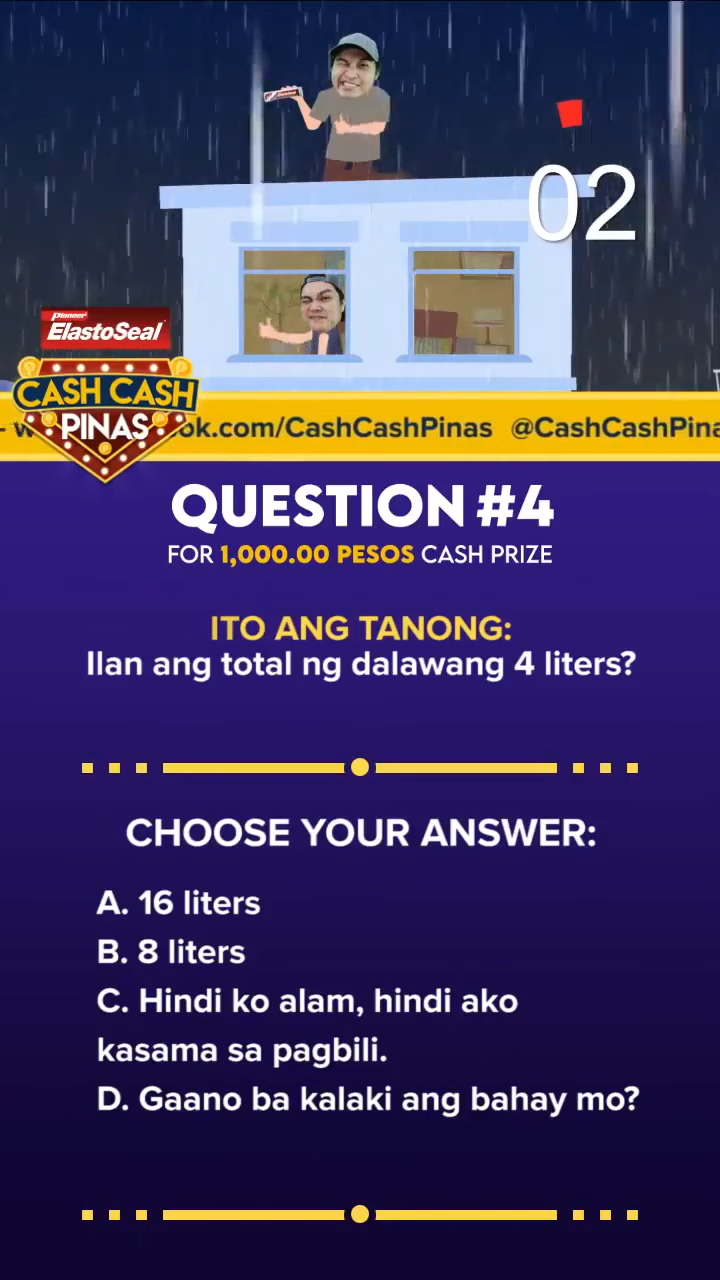 02
Pioneer
ElastoSeal
CASH CASH
PINAS
ok.com/CashCashPinas @CashCashPina
QUESTION #4
FOR 1,000.00 PESOS CASH PRIZE
ITO ANG TANONG:
Ilan ang total ng dalawang 4 liters?
CHOOSE YOUR ANSWER:
A. 16 liters
B. 8 liters
C. Hindi ko alam, hindi ako
kasama sa pagbili.
D. Gaano ba kalaki ang bahay mo?